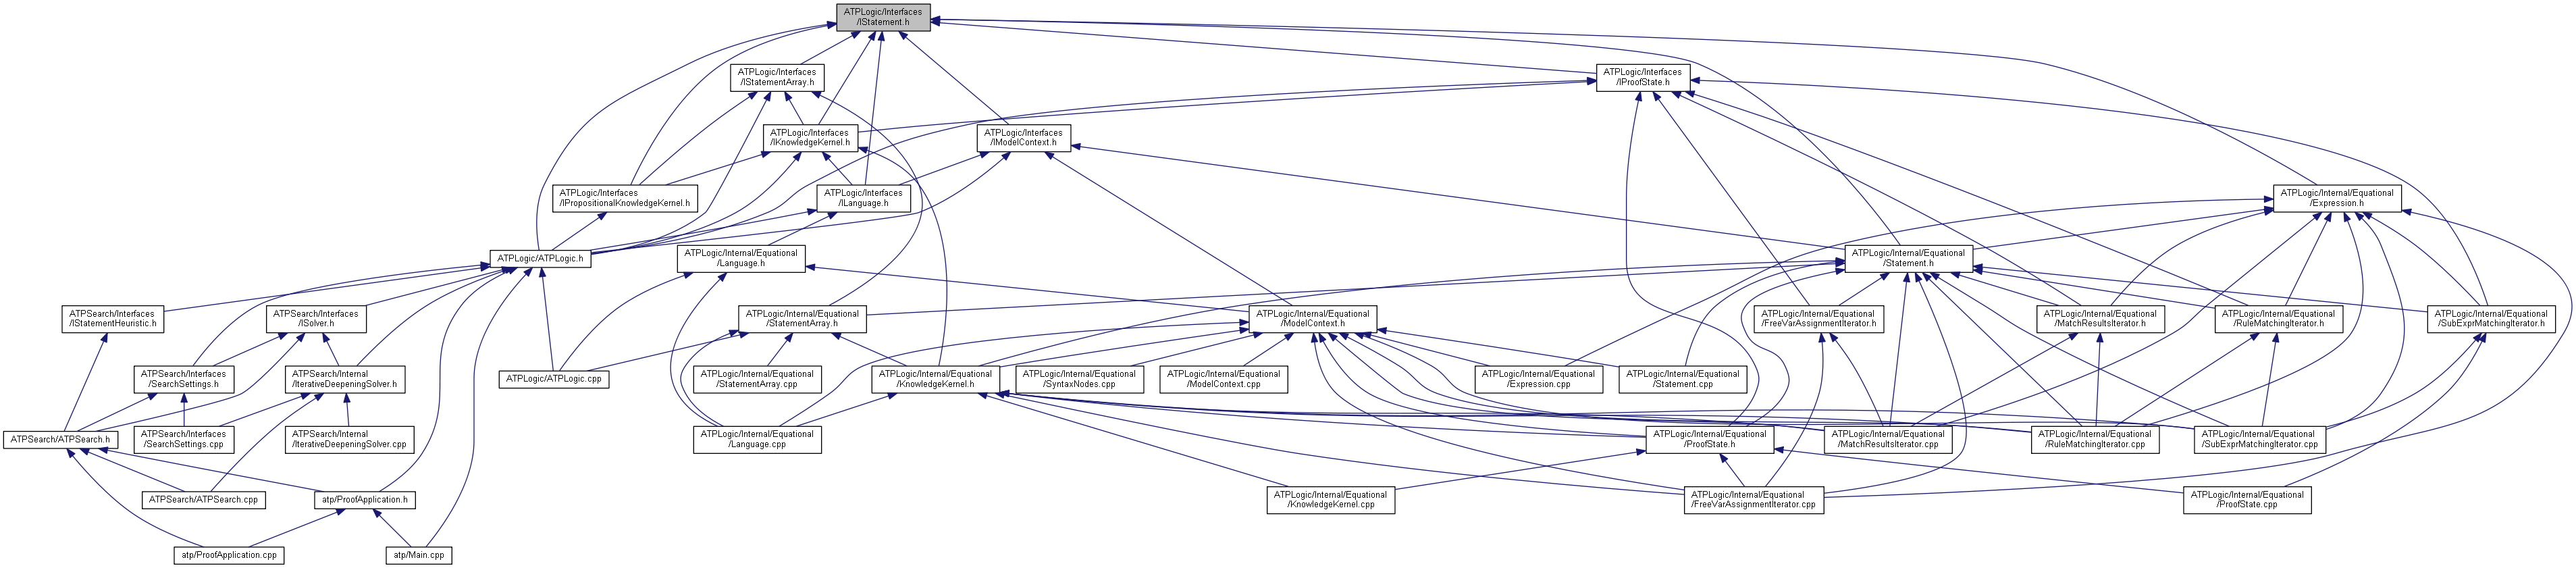 ATPLogic/Interfaces
/IStatement.h
ATPLogic/Interfaces
/IStatementArray.h
ATPLogic/Interfaces
/IProofState.h
ATPLogic/Interfaces
/IKnowledgeKernel.h
ATPLogic/Interfaces
/IModelContext.h
ATPLogic/Interfaces
/IPropositionalKnowledgeKernel.h
ATPLogic/Interfaces
/ILanguage.h
ATPLogic/Internal/Equational
/Expression.h
ATPLogic/ATPLogic.h
ATPLogic/Internal/Equational
/Language.h
ATPLogic/Internal/Equational
/Statement.h
ATPSearch/Interfaces
/IStatementHeuristic.h
ATPSearch/Interfaces
/ISolver.h
ATPLogic/Internal/Equational
/StatementArray.h
ATPLogic/Internal/Equational
/ModelContext.h
ATPLogic/Internal/Equational
/FreeVarAssignmentIterator.h
ATPLogic/Internal/Equational
/MatchResultsIterator.h
ATPLogic/Internal/Equational
/RuleMatchingIterator.h
ATPLogic/Internal/Equational
/SubExprMatchingIterator.h
ATPSearch/Interfaces
/SearchSettings.h
ATPSearch/Internal
/IterativeDeepeningSolver.h
ATPLogic/ATPLogic.cpp
ATPLogic/Internal/Equational
/StatementArray.cpp
ATPLogic/Internal/Equational
/KnowledgeKernel.h
ATPLogic/Internal/Equational
/SyntaxNodes.cpp
ATPLogic/Internal/Equational
/ModelContext.cpp
ATPLogic/Internal/Equational
/Expression.cpp
ATPLogic/Internal/Equational
/Statement.cpp
ATPSearch/ATPSearch.h
ATPSearch/Interfaces
/SearchSettings.cpp
ATPSearch/Internal
/IterativeDeepeningSolver.cpp
ATPLogic/Internal/Equational
/Language.cpp
ATPLogic/Internal/Equational
/ProofState.h
ATPLogic/Internal/Equational
/MatchResultsIterator.cpp
ATPLogic/Internal/Equational
/RuleMatchingIterator.cpp
ATPLogic/Internal/Equational
/SubExprMatchingIterator.cpp
ATPSearch/ATPSearch.cpp
atp/ProofApplication.h
ATPLogic/Internal/Equational
/KnowledgeKernel.cpp
ATPLogic/Internal/Equational
/FreeVarAssignmentIterator.cpp
ATPLogic/Internal/Equational
/ProofState.cpp
atp/ProofApplication.cpp
atp/Main.cpp